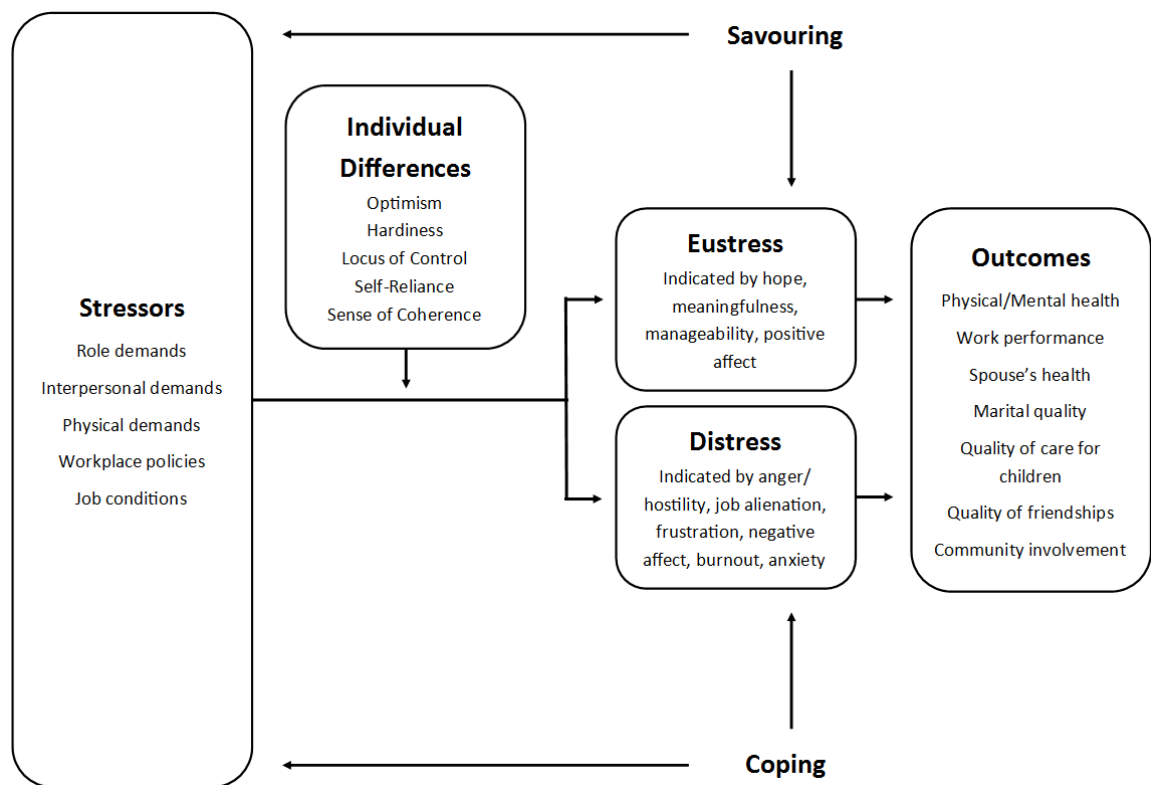 Savouring
Individual
Differences
Optimism
Hardiness
Locus of Control
Self-Reliance
Sense of Coherence
Stressors
Role demands
Interpersonal demands
Physical demands
Workplace policies
Job conditions
Eustress
Indicated by hope,
meaningfulness,
manageability, positive
affect
Distress
Indicated by anger/
hostility, job alienation,
frustration, negative
affect, burnout, anxiety
Outcomes
Physical/Mental health
Work performance
Spouse’s health
Marital quality
Quality of care for
children
Quality of friendships
Community involvement
Coping